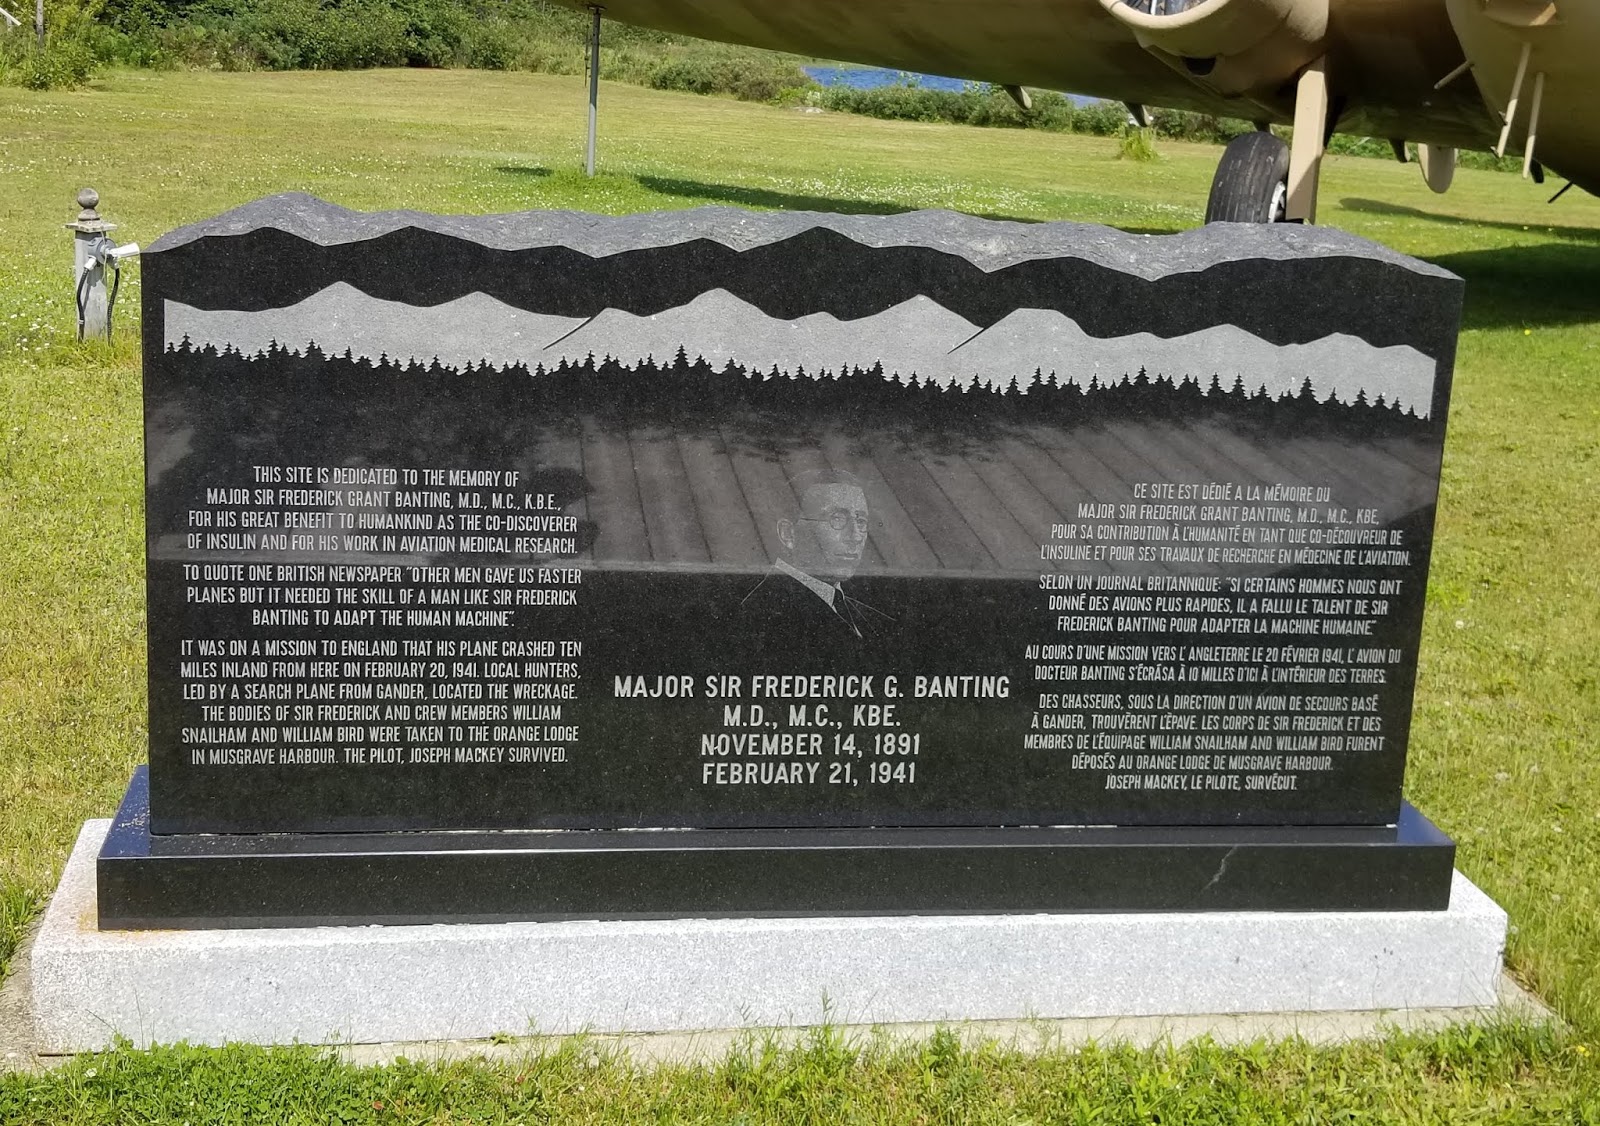 THIS SITE IS DEDICATED TO THE MEMORY OF
MAJOR SIR FREDERICK GRANT BANTING, M.D., M.C., K.B.E.,
FOR HIS GREAT BENEFIT TO HUMANKIND AS THE CO-DISCOVERER
OF INSULIN AND FOR HIS WORK IN AVIATION MEDICAL RESEARCH.
TO QUOTE ONE BRITISH NEWSPAPER "OTHER MEN GAVE US FASTER
PLANES BUT IT NEEDED THE SKILL OF A MAN LIKE SIR FREDERICK
BANTING TO ADAPT THE HUMAN MACHINE".
IT WAS ON A MISSION TO ENGLAND THAT HIS PLANE CRASHED TEN
MILES INLAND FROM HERE ON FEBRUARY 20, 1941. LOCAL HUNTERS,
LED BY A SEARCH PLANE FROM GANDER, LOCATED THE WRECKAGE.
THE BODIES OF SIR FREDERICK AND CREW MEMBERS WILLIAM
SNAILHAM AND WILLIAM BIRD WERE TAKEN TO THE ORANGE LODGE
IN MUSGRAVE HARBOUR. THE PILOT, JOSEPH MACKEY SURVIVED.
MAJOR SIR FREDERICK G. BANTING
M.D., M.C., KBE.
NOVEMBER 14, 1891
FEBRUARY 21, 1941
CE SITE EST DÉDIÉ A LA MÉMOIRE DU
MAJOR SIR FREDERICK GRANT BANTING, M.D., M.C., KBE,
POUR SA CONTRIBUTION À L'HUMANITÉ EN TANT QUE CO-DÉCOUVREUR DE
L'INSULINE ET POUR SES TRAVAUX DE RECHERCHE EN MÉDECINE DE L'AVIATION.
SELON UN JOURNAL BRITANNIQUE: "SI CERTAINS HOMMES NOUS ONT
DONNÉ DES AVIONS PLUS RAPIDES, IL A FALLU LE TALENT DE SIR
FREDERICK BANTING POUR ADAPTER LA MACHINE HUMAINE."
AU COURS D'UNE MISSION VERS L' ANGLETERRE LE 20 FÉVRIER 1941, L' AVION DU
DOCTEUR BANTING S'ÉCRÁSA À 10 MILLES D'ICI À L'INTÉRIEUR DES TERRES.
DES CHASSEURS, SOUS LA DIRECTION D'UN AVION DE SECOURS BASÉ
À GANDER, TROUVÈRENT L'ÉPAVE. LES CORPS DE SIR FREDERICK ET DES
MEMBRES DE L'ÉQUIPAGE WILLIAM SNAILHAM AND WILLIAM BIRD FURENT
DÉPOSÉS AU ORANGE LODGE DE MUSGRAVE HARBOUR.
JOSEPH MACKEY, LE PILOTE, SURVÉCUT.